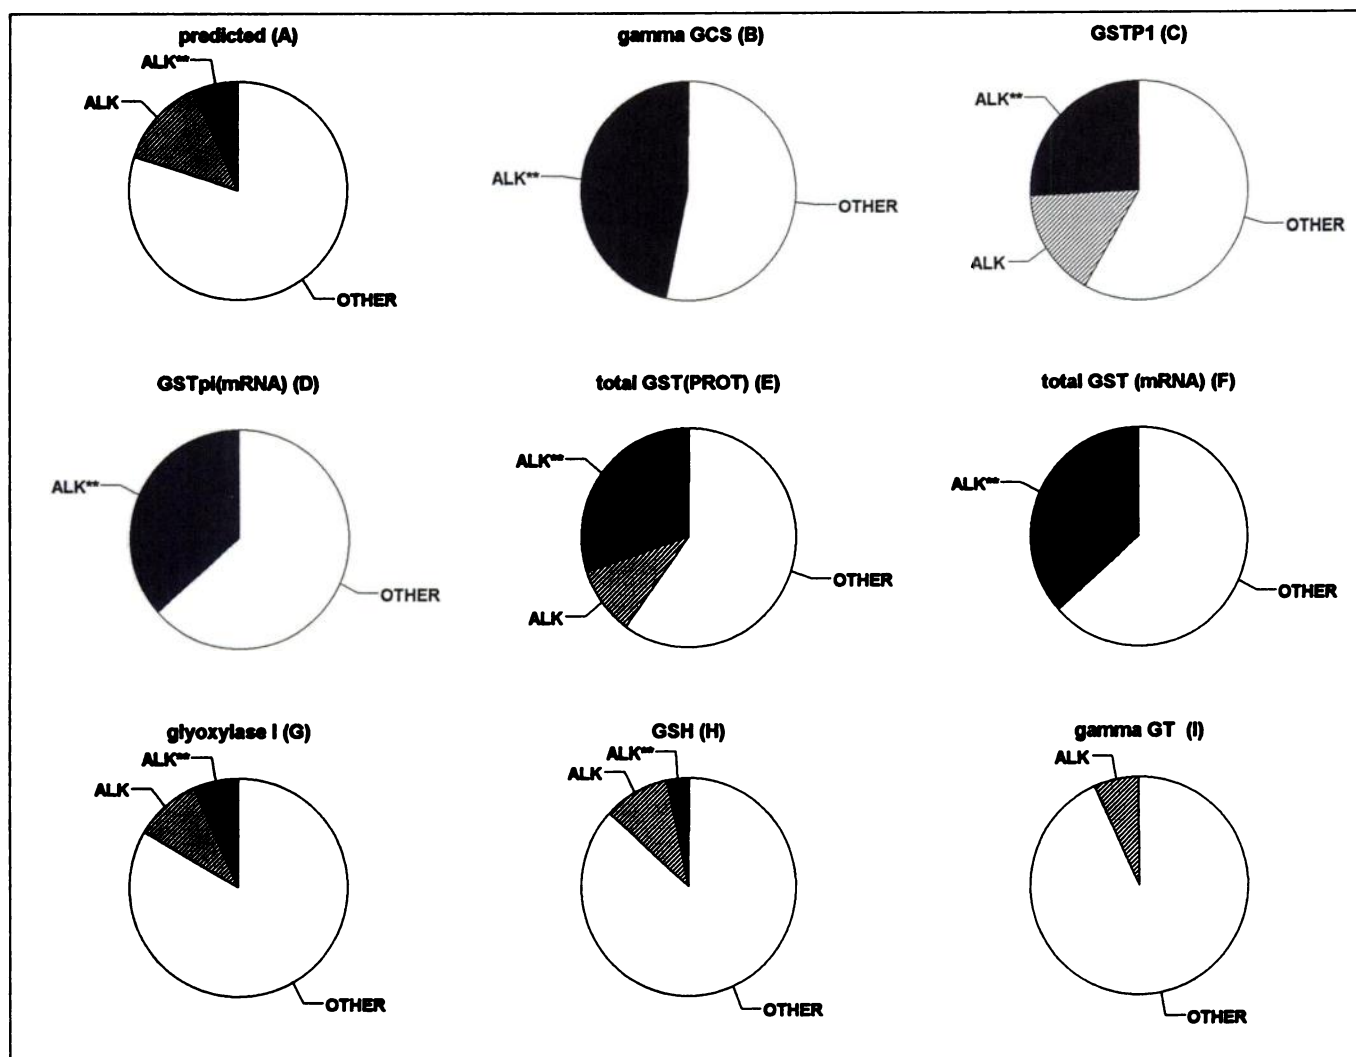 predicted (A)
ALK**
ALK
OTHER
gamma GCS (B)
ALK**
OTHER
GSTP1 (C)
ALK**
ALK
OTHER
GSTpi(mRNA) (D)
ALK**
OTHER
total GST(PROT) (E)
ALK**
ALK
OTHER
total GST (mRNA) (F)
ALK**
OTHER
glyoxylase I (G)
ALK**
ALK
OTHER
GSH (H)
ALK**
ALK
OTHER
gamma GT (I)
ALK
OTHER